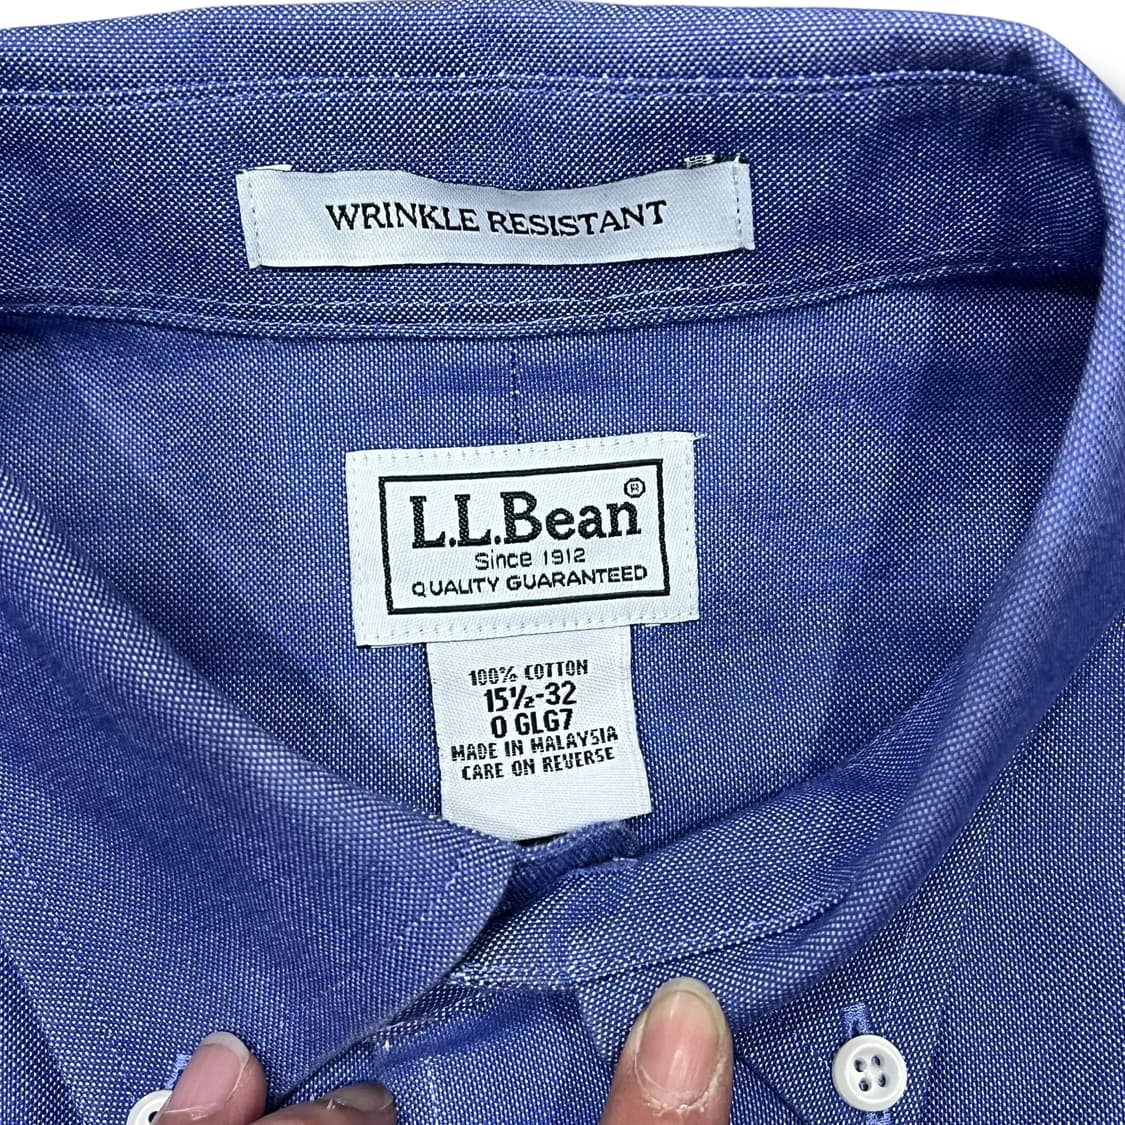 WRINKLE RESISTANT
L.L.Bean®
Since 1912
QUALITY GUARANTEED
100% COTTON
15½-32
0 GLG7
MADE IN MALAYSIA
CARE ON REVERSE